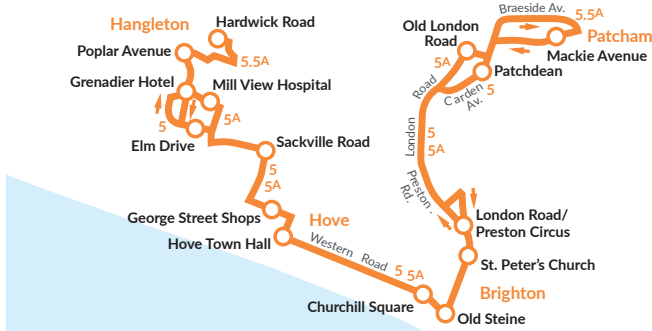 Hangleton
Hardwick Road
Poplar Avenue
5.5A
Grenadier Hotel
Mill View Hospital
5
5A
Elm Drive
Sackville Road
5
5A
George Street Shops
Hove
Hove Town Hall
Western Road
5 5A
Churchill Square
Old Steine
Brighton
St. Peter's Church
London Road/
Preston Circus
Preston
Rd.
London Road
5
5A
Carden
Av.
5
5A
Patchdean
Old London
Road
Braeside Av.
5.5A
Patcham
Mackie Avenue